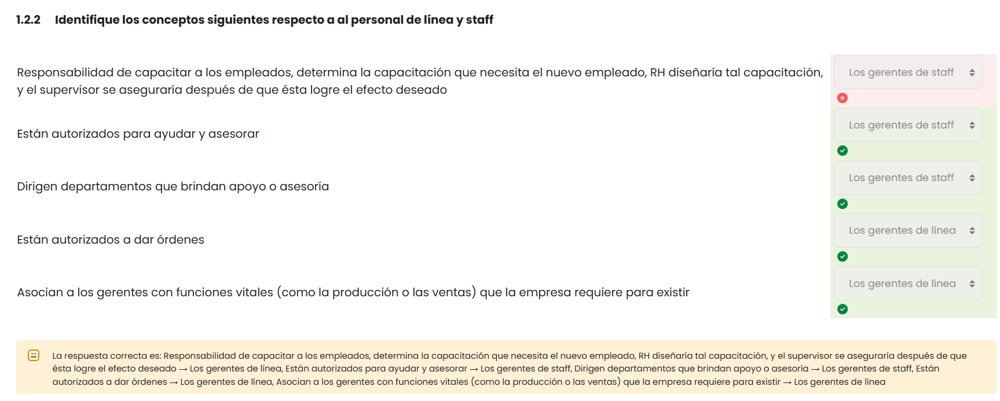 1.2.2 Identifique los conceptos siguientes respecto a al personal de línea y staff
Responsabilidad de capacitar a los empleados, determina la capacitación que necesita el nuevo empleado, RH diseñaría tal capacitación,
y el supervisor se aseguraría después de que ésta logre el efecto deseado
Los gerentes de staff
Están autorizados para ayudar y asesorar
Los gerentes de staff
Dirigen departamentos que brindan apoyo o asesoría
Los gerentes de staff
Están autorizados a dar órdenes
Los gerentes de línea
Asocian a los gerentes con funciones vitales (como la producción o las ventas) que la empresa requiere para existir
Los gerentes de línea
La respuesta correcta es: Responsabilidad de capacitar a los empleados, determina la capacitación que necesita el nuevo empleado, RH diseñaría tal capacitación, y el supervisor se aseguraría después de que
ésta logre el efecto deseado → Los gerentes de línea, Están autorizados para ayudar y asesorar → Los gerentes de staff, Dirigen departamentos que brindan apoyo o asesoría → Los gerentes de staff, Están
autorizados a dar órdenes → Los gerentes de línea, Asocian a los gerentes con funciones vitales (como la producción o las ventas) que la empresa requiere para existir → Los gerentes de línea